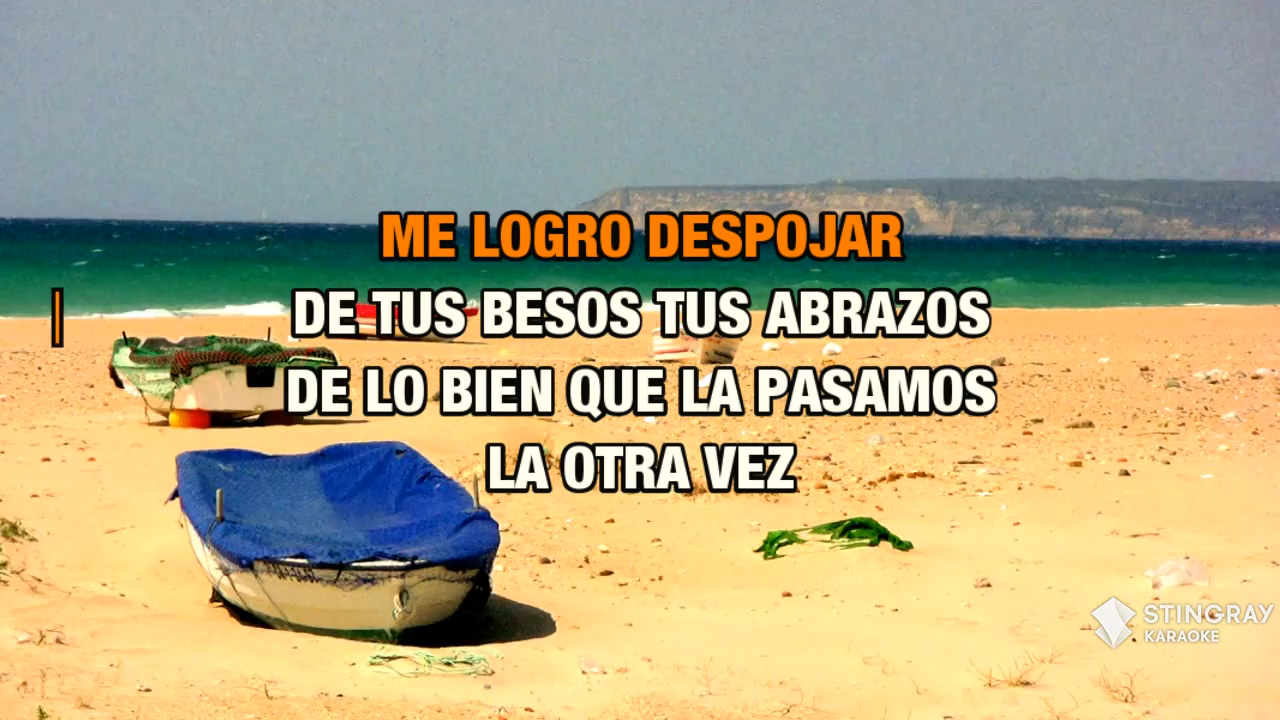 ME LOGRO DESPOJAR
DE TUS BESOS TUS ABRAZOS
DE LO BIEN QUE LA PASAMOS
LA OTRA VEZ
STINGRAY
KARAOKE